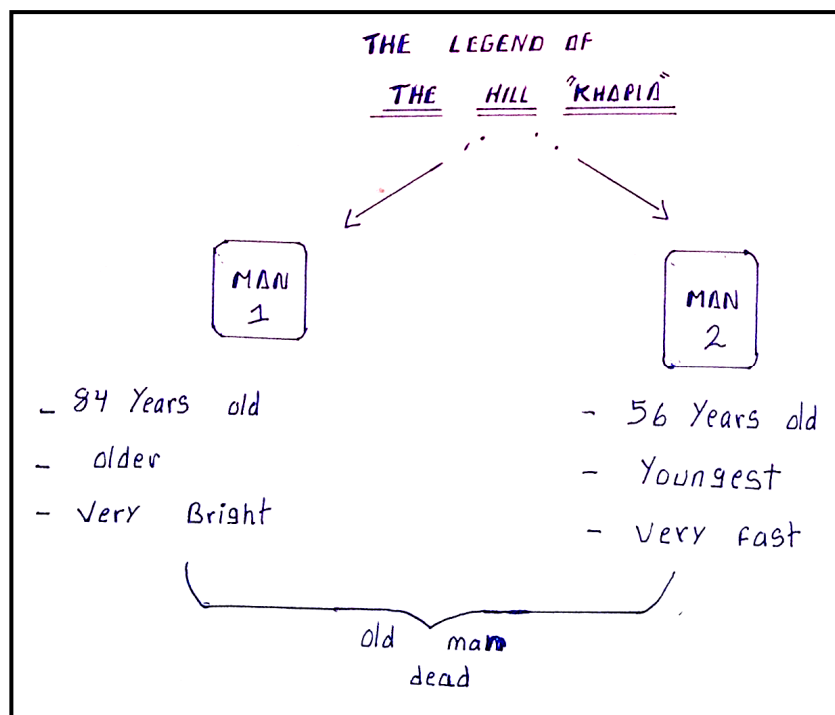 THE LEGEND OF
THE HILL "KHAPIA"
MAN
1
MAN
2
- 84 Years old
- older
- Very Bright
- 56 Years old
- Youngest
- Very Fast
old man
dead